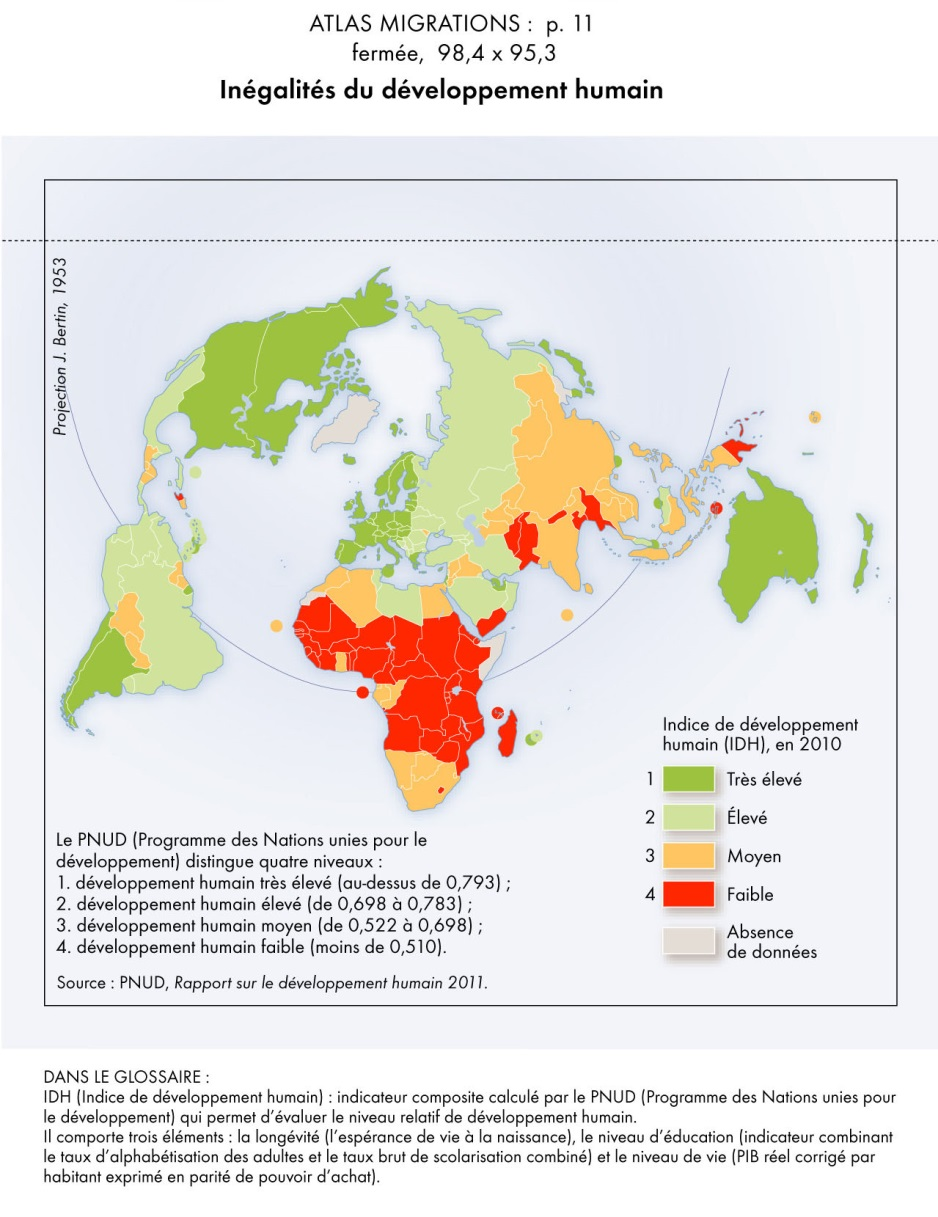 ATLAS MIGRATIONS : p. 11
fermée, 98,4 x 95,3
Inégalités du développement humain
Projection J. Bertin, 1953
Indice de développement
humain (IDH), en 2010
1 Très élevé
2 Élevé
3 Moyen
4 Faible
Absence
de données
Le PNUD (Programme des Nations unies pour le
développement) distingue quatre niveaux :
1. développement humain très élevé (au-dessus de 0,793) ;
2. développement humain élevé (de 0,698 à 0,783) ;
3. développement humain moyen (de 0,522 à 0,698) ;
4. développement humain faible (moins de 0,510).
Source : PNUD, Rapport sur le développement humain 2011.
DANS LE GLOSSAIRE :
IDH (Indice de développement humain) : indicateur composite calculé par le PNUD (Programme des Nations unies pour
le développement) qui permet d’évaluer le niveau relatif de développement humain.
Il comporte trois éléments : la longévité (l’espérance de vie à la naissance), le niveau d’éducation (indicateur combinant
le taux d’alphabétisation des adultes et le taux brut de scolarisation combiné) et le niveau de vie (PIB réel corrigé par
habitant exprimé en parité de pouvoir d’achat).